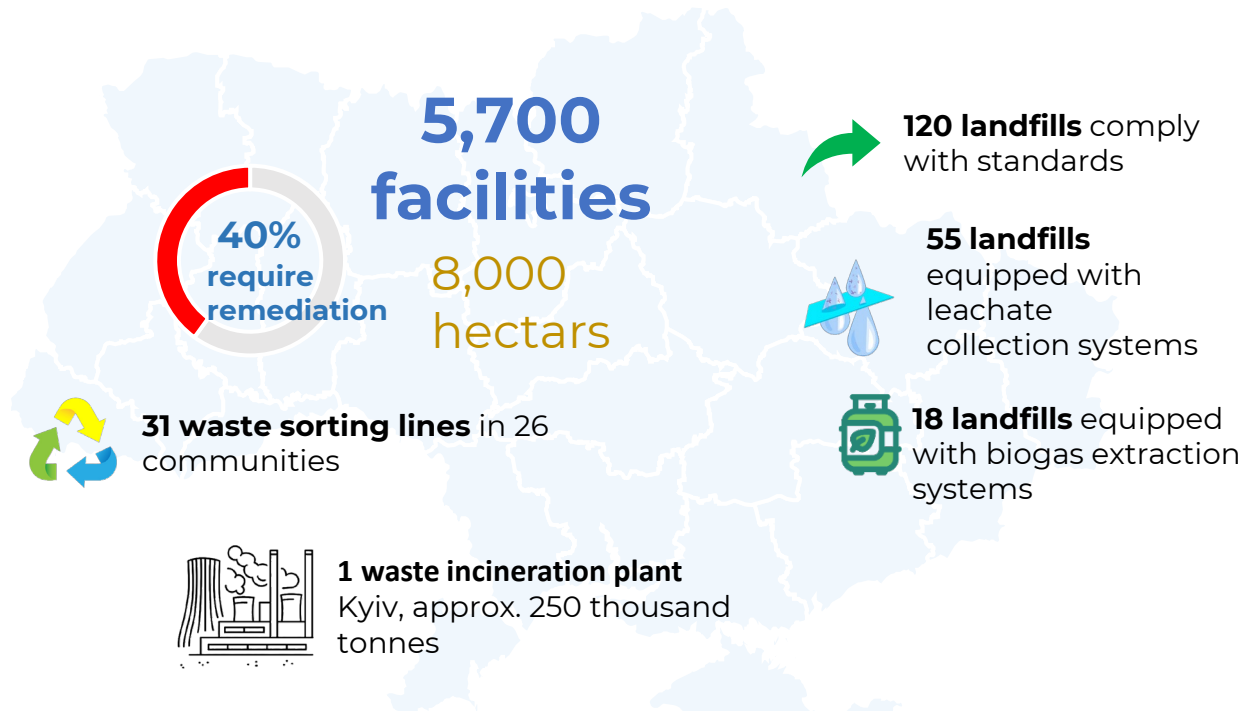 5,700
facilities
8,000
hectars
40%
require
remediation
120 landfills comply
with standards
55 landfills
equipped with
leachate
collection systems
18 landfills equipped
with biogas extraction
systems
31 waste sorting lines in 26
communities
1 waste incineration plant
Kyiv, approx. 250 thousand
tonnes